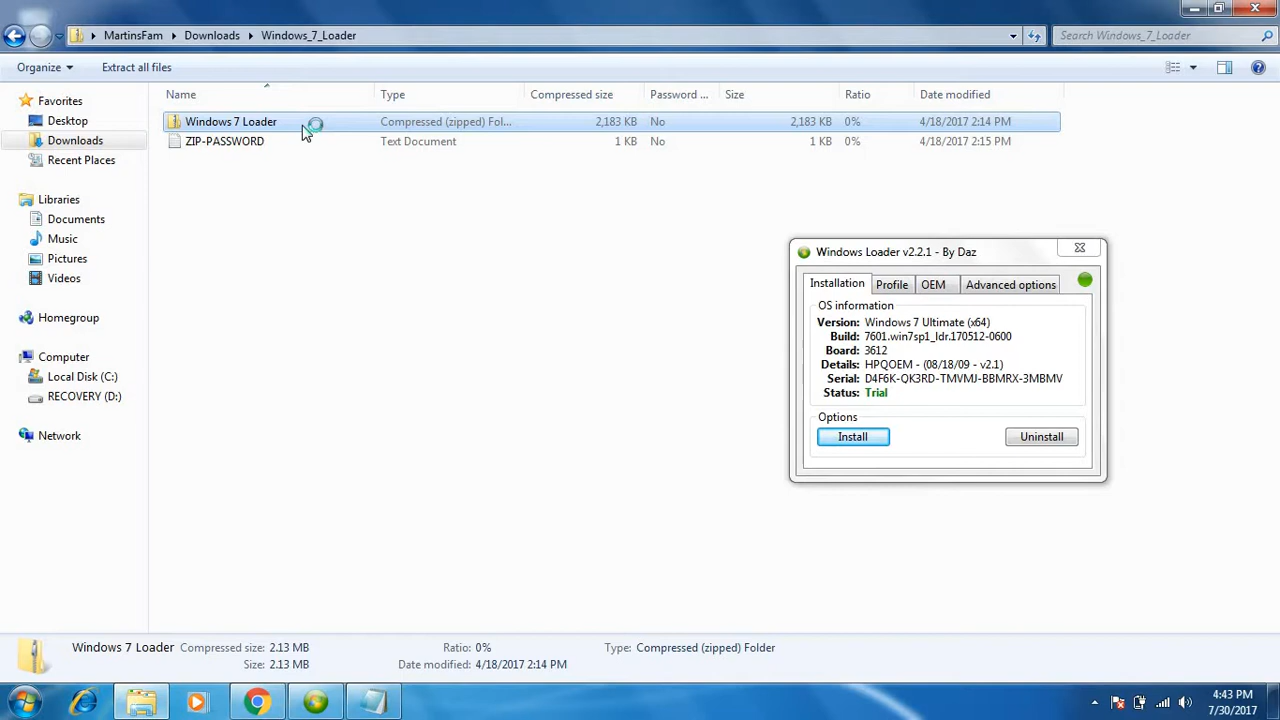 MartinsFam Downloads Windows_7_Loader Search Windows_7_Loader
Organize Extract all files
Name Type Compressed size Password ... Size Ratio Date modified
Windows 7 Loader Compressed (zipped) Fol... 2,183 KB No 2,183 KB 0% 4/18/2017 2:14 PM
ZIP-PASSWORD Text Document 1 KB No 1 KB 0% 4/18/2017 2:15 PM
Favorites
Desktop
Downloads
Recent Places
Libraries
Documents
Music
Pictures
Videos
Homegroup
Computer
Local Disk (C:)
RECOVERY (D:)
Network
Windows Loader v2.2.1 - By Daz
Installation Profile OEM Advanced options
OS information
Version: Windows 7 Ultimate (x64)
Build: 7601.win7sp1_ldr.170512-0600
Board: 3612
Details: HPQOEM - (08/18/09 - v2.1)
Serial: D4F6K-QK3RD-TMVMJ-BBMRX-3MBMV
Status: Trial
Options
Install Uninstall
Windows 7 Loader Compressed size: 2.13 MB Ratio: 0% Type: Compressed (zipped) Folder
Size: 2.13 MB Date modified: 4/18/2017 2:14 PM
4:43 PM
7/30/2017